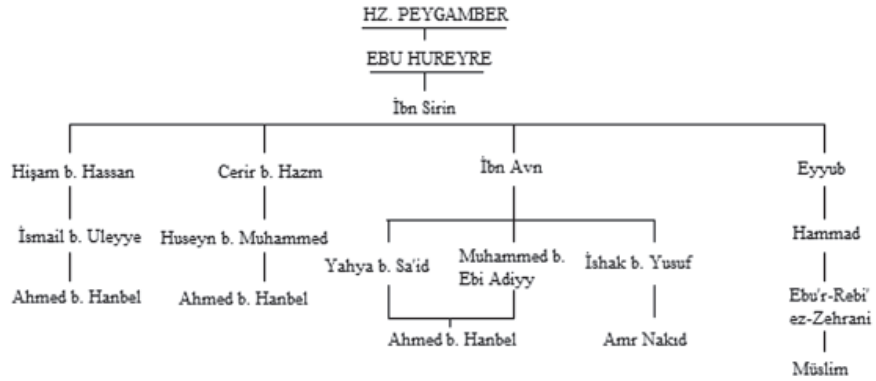 HZ. PEYGAMBER
EBU HUREYRE
İbn Sirin
Hişam b. Hassan
Cerir b. Hazm
İbn Avn
Eyyub
İsmail b. Uleyye
Huseyn b. Muhammed
Yahya b. Sa'id
Muhammed b.
Ebi Adiyy
İshak b. Yusuf
Hammad
Ahmed b. Hanbel
Ahmed b. Hanbel
Ahmed b. Hanbel
Amr Nakıd
Ebu'r-Rebi'
ez-Zehrani
Müslim